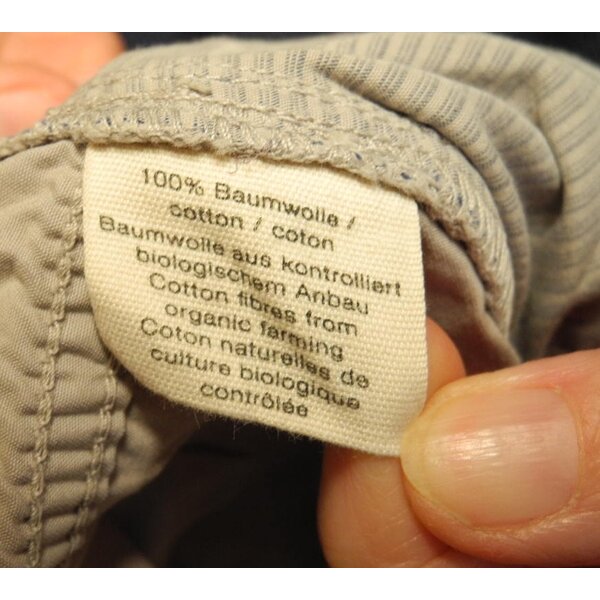 100% Baumwolle /
cotton / coton
Baumwolle aus kontrolliert
biologischem Anbau
Cotton fibres from
organic farming
Coton naturelles de
culture biologique
contrôlée